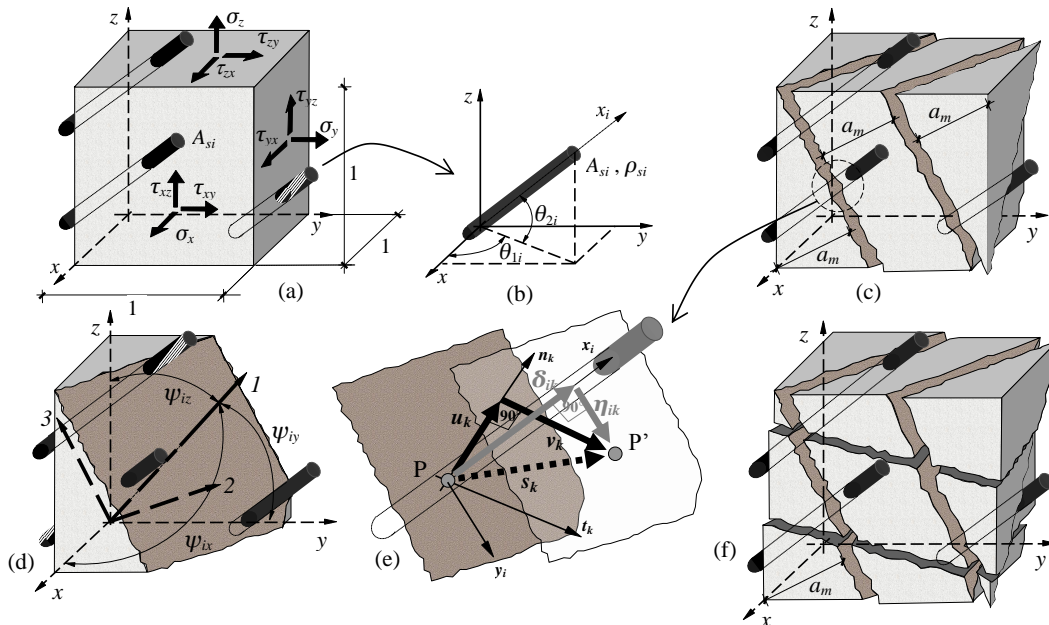 z
σz
τzy
τzx
τyz
τyx
σy
Asi
τxz
τxy
σx
1
y
x
1
1
(a)
z
xi
Asi , ρsi
θ2i
θ1i
y
x
(b)
z
am
am
am
y
x
(c)
z
1
ψiz
ψiy
3
2
ψix
y
x
(d)
nk
xi
δik
90
ηik
uk
90
vk
P
P'
sk
tk
yi
(e)
z
y
am
x
(f)